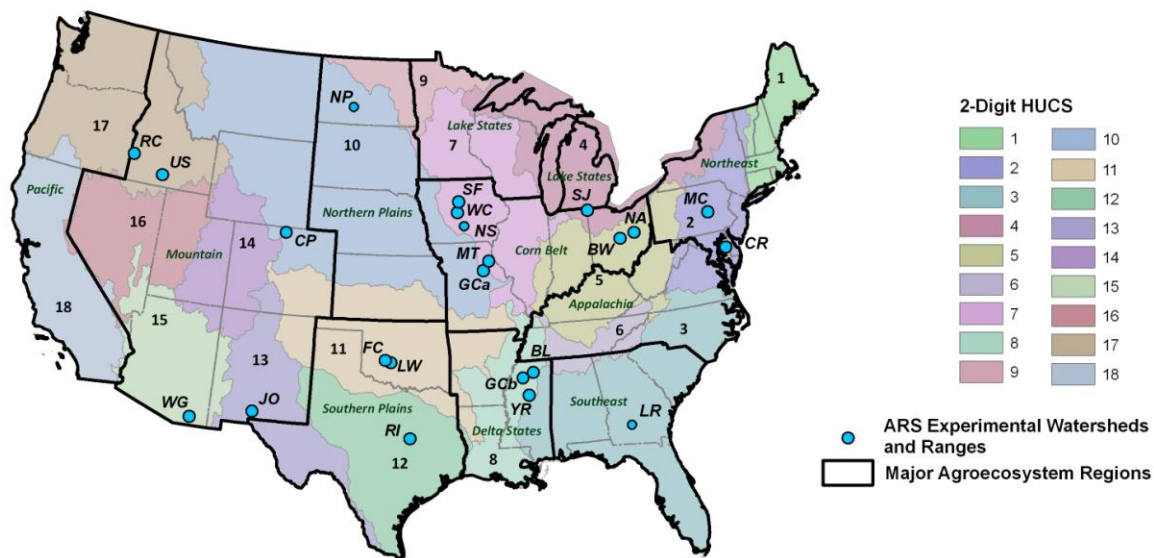 1
9
NP
Lake States
17
4
RC
7
10
Northeast
US
Lake States
Pacific
SF
SJ
MC
WC
NA
2
16
Northern Plains
NS
14
CP
Corn Belt
BW
CR
Mountain
MT
GCa
5
18
Appalachia
15
6
3
11
FC
LW
13
BL
GCb
WG
JO
Southern Plains
YR
Southeast
LR
RI
Delta States
12
8
2-Digit HUCS
1
10
2
11
3
12
4
13
5
14
6
15
7
16
8
17
9
18
ARS Experimental Watersheds
and Ranges
Major Agroecosystem Regions